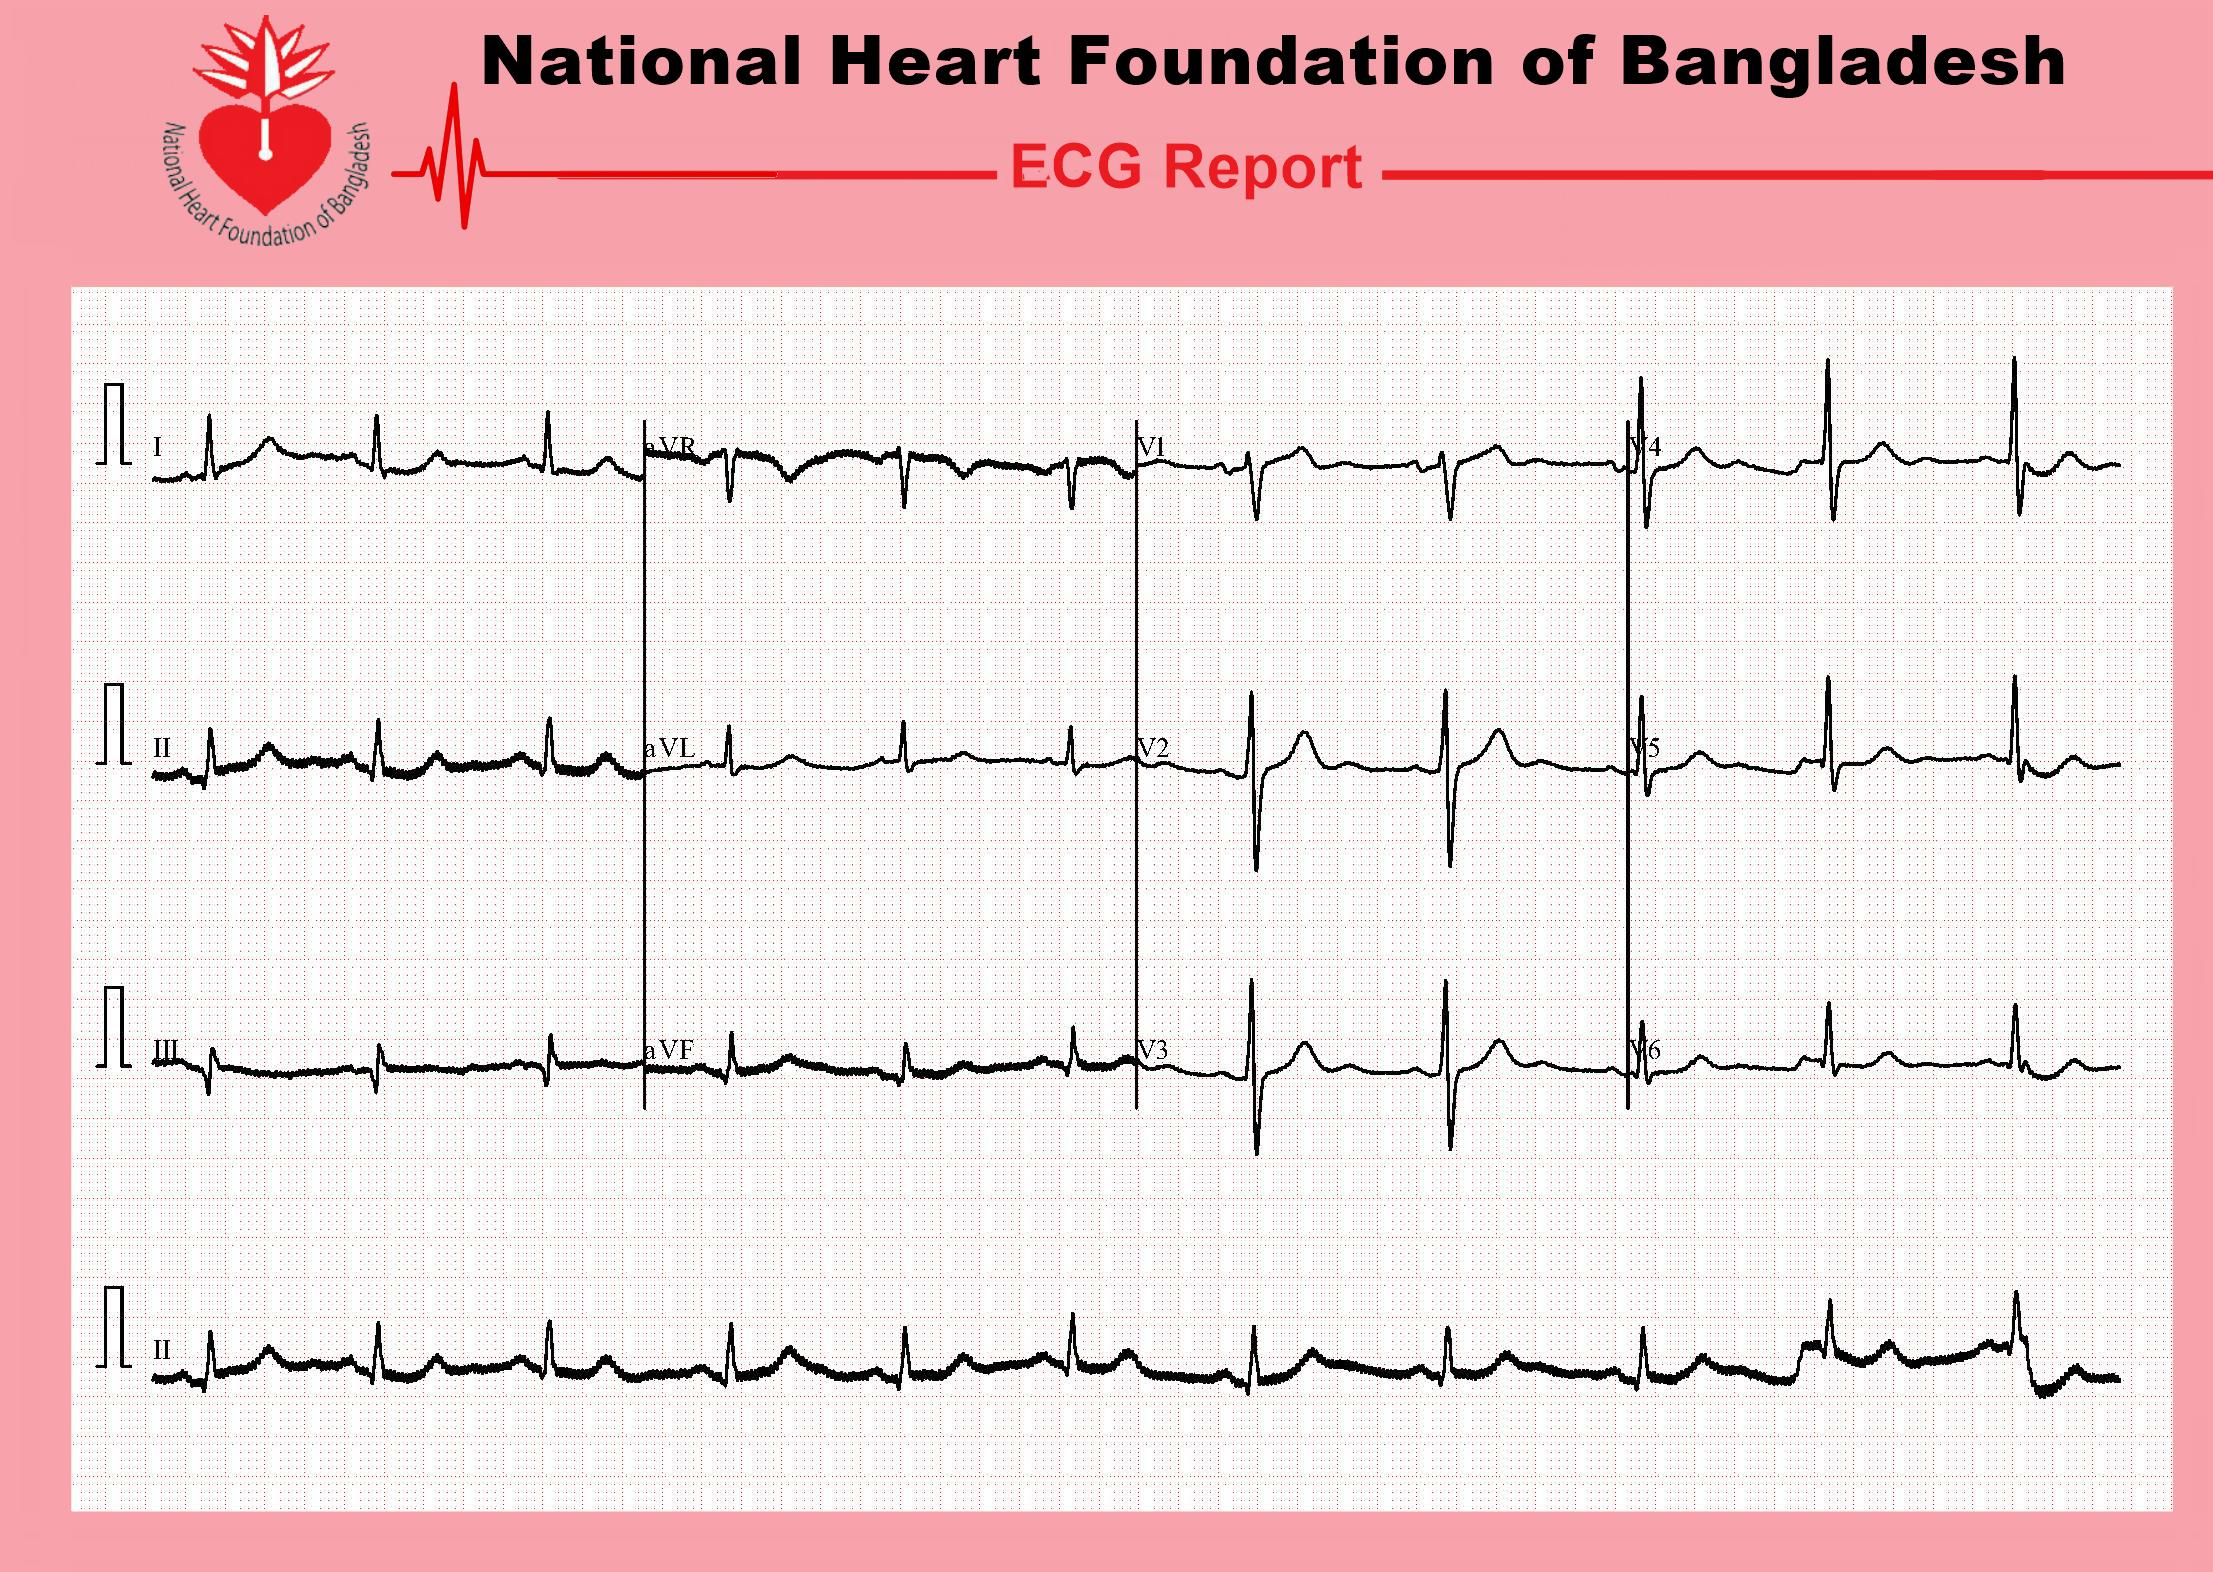 National Heart Foundation of Bangladesh
National Heart Foundation of Bangladesh
ECG Report
I
aVR
V1
V4
II
aVL
V2
V5
III
aVF
V3
V6
II